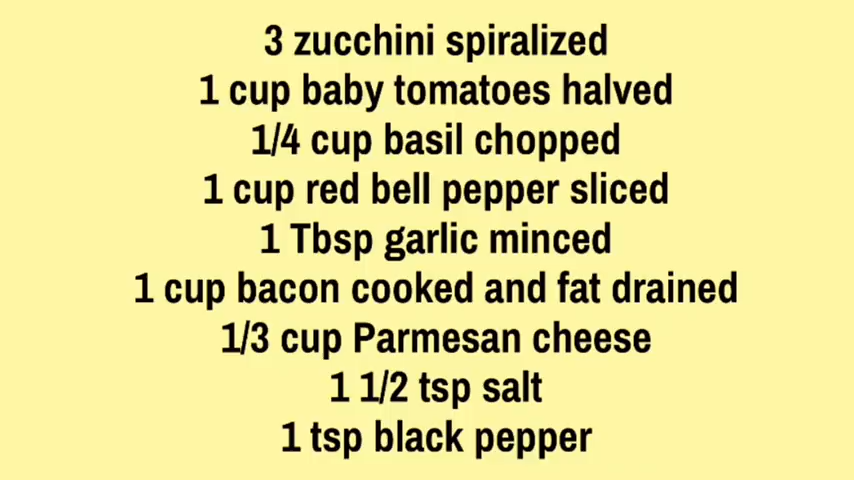 3 zucchini spiralized
1 cup baby tomatoes halved
1/4 cup basil chopped
1 cup red bell pepper sliced
1 Tbsp garlic minced
1 cup bacon cooked and fat drained
1/3 cup Parmesan cheese
1 1/2 tsp salt
1 tsp black pepper